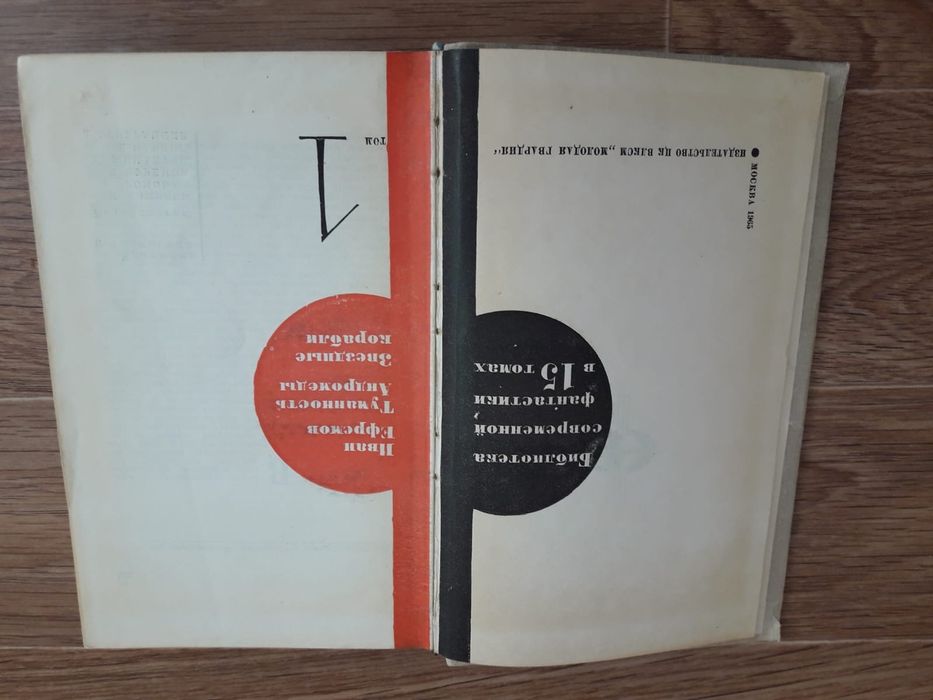 Библиотека
современной
фантастики
в 15 томах
ИЗДАТЕЛЬСТВО ЦК ВЛКСМ „МОЛОДАЯ ГВАРДИЯ“
● МОСКВА 1965
Иван
Ефремов
Туманность
Андромеды
Звездные
корабли
ТОМ
1